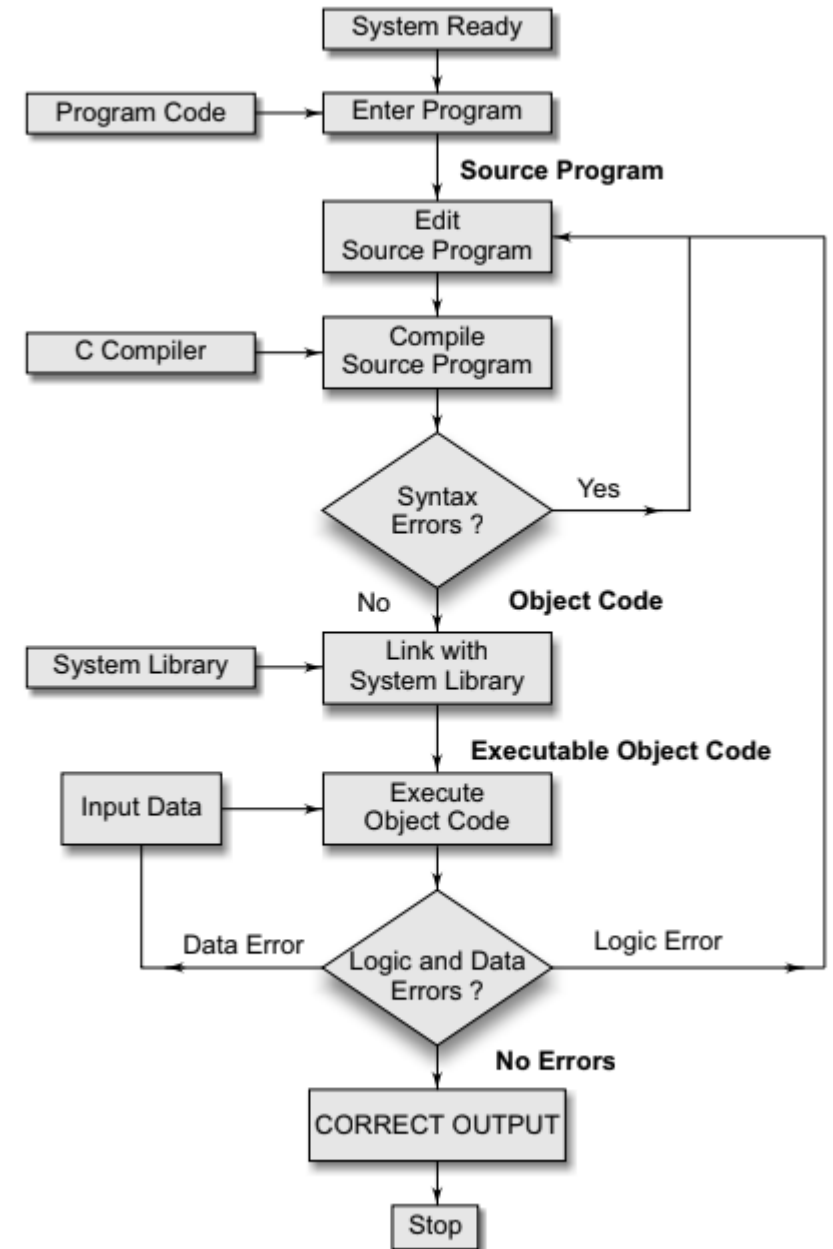 System Ready
Program Code
Enter Program
Source Program
Edit
Source Program
C Compiler
Compile
Source Program
Syntax
Errors ?
Yes
No
Object Code
System Library
Link with
System Library
Executable Object Code
Input Data
Execute
Object Code
Data Error
Logic and Data
Errors ?
Logic Error
No Errors
CORRECT OUTPUT
Stop